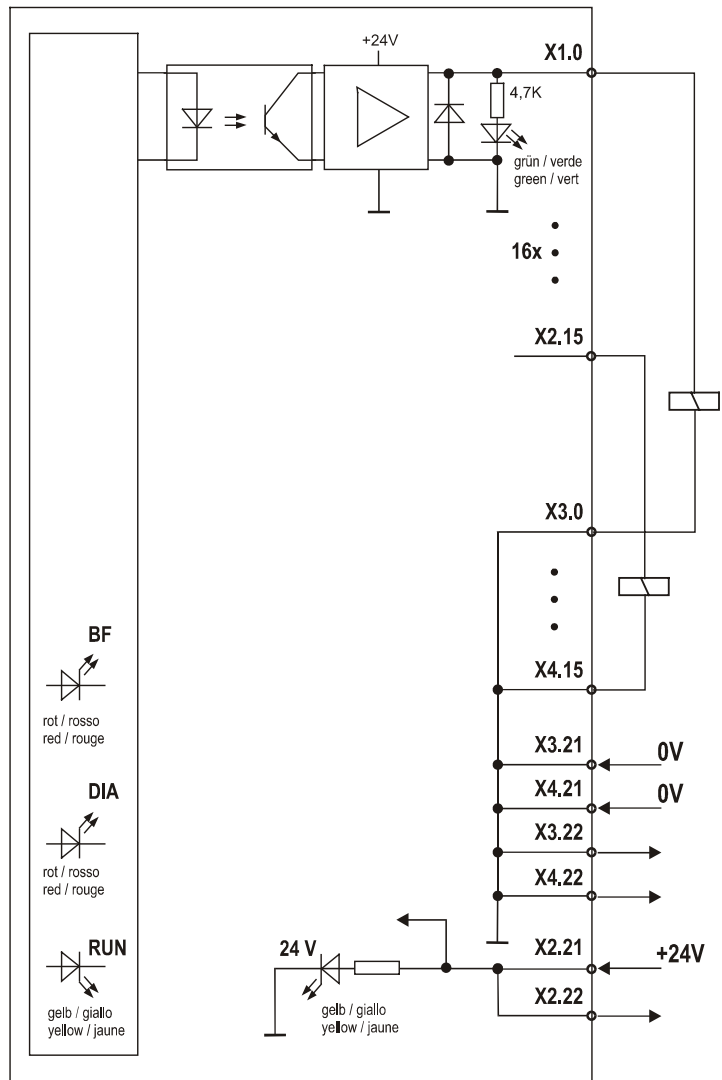 +24V
X1.0
4,7K
grün / verde
green / vert
16x
X2.15
X3.0
BF
rot / rosso
red / rouge
X4.15
X3.21
0V
DIA
X4.21
0V
rot / rosso
red / rouge
X3.22
X4.22
RUN
24 V
X2.21
+24V
gelb / giallo
yellow / jaune
gelb / giallo
yellow / jaune
X2.22